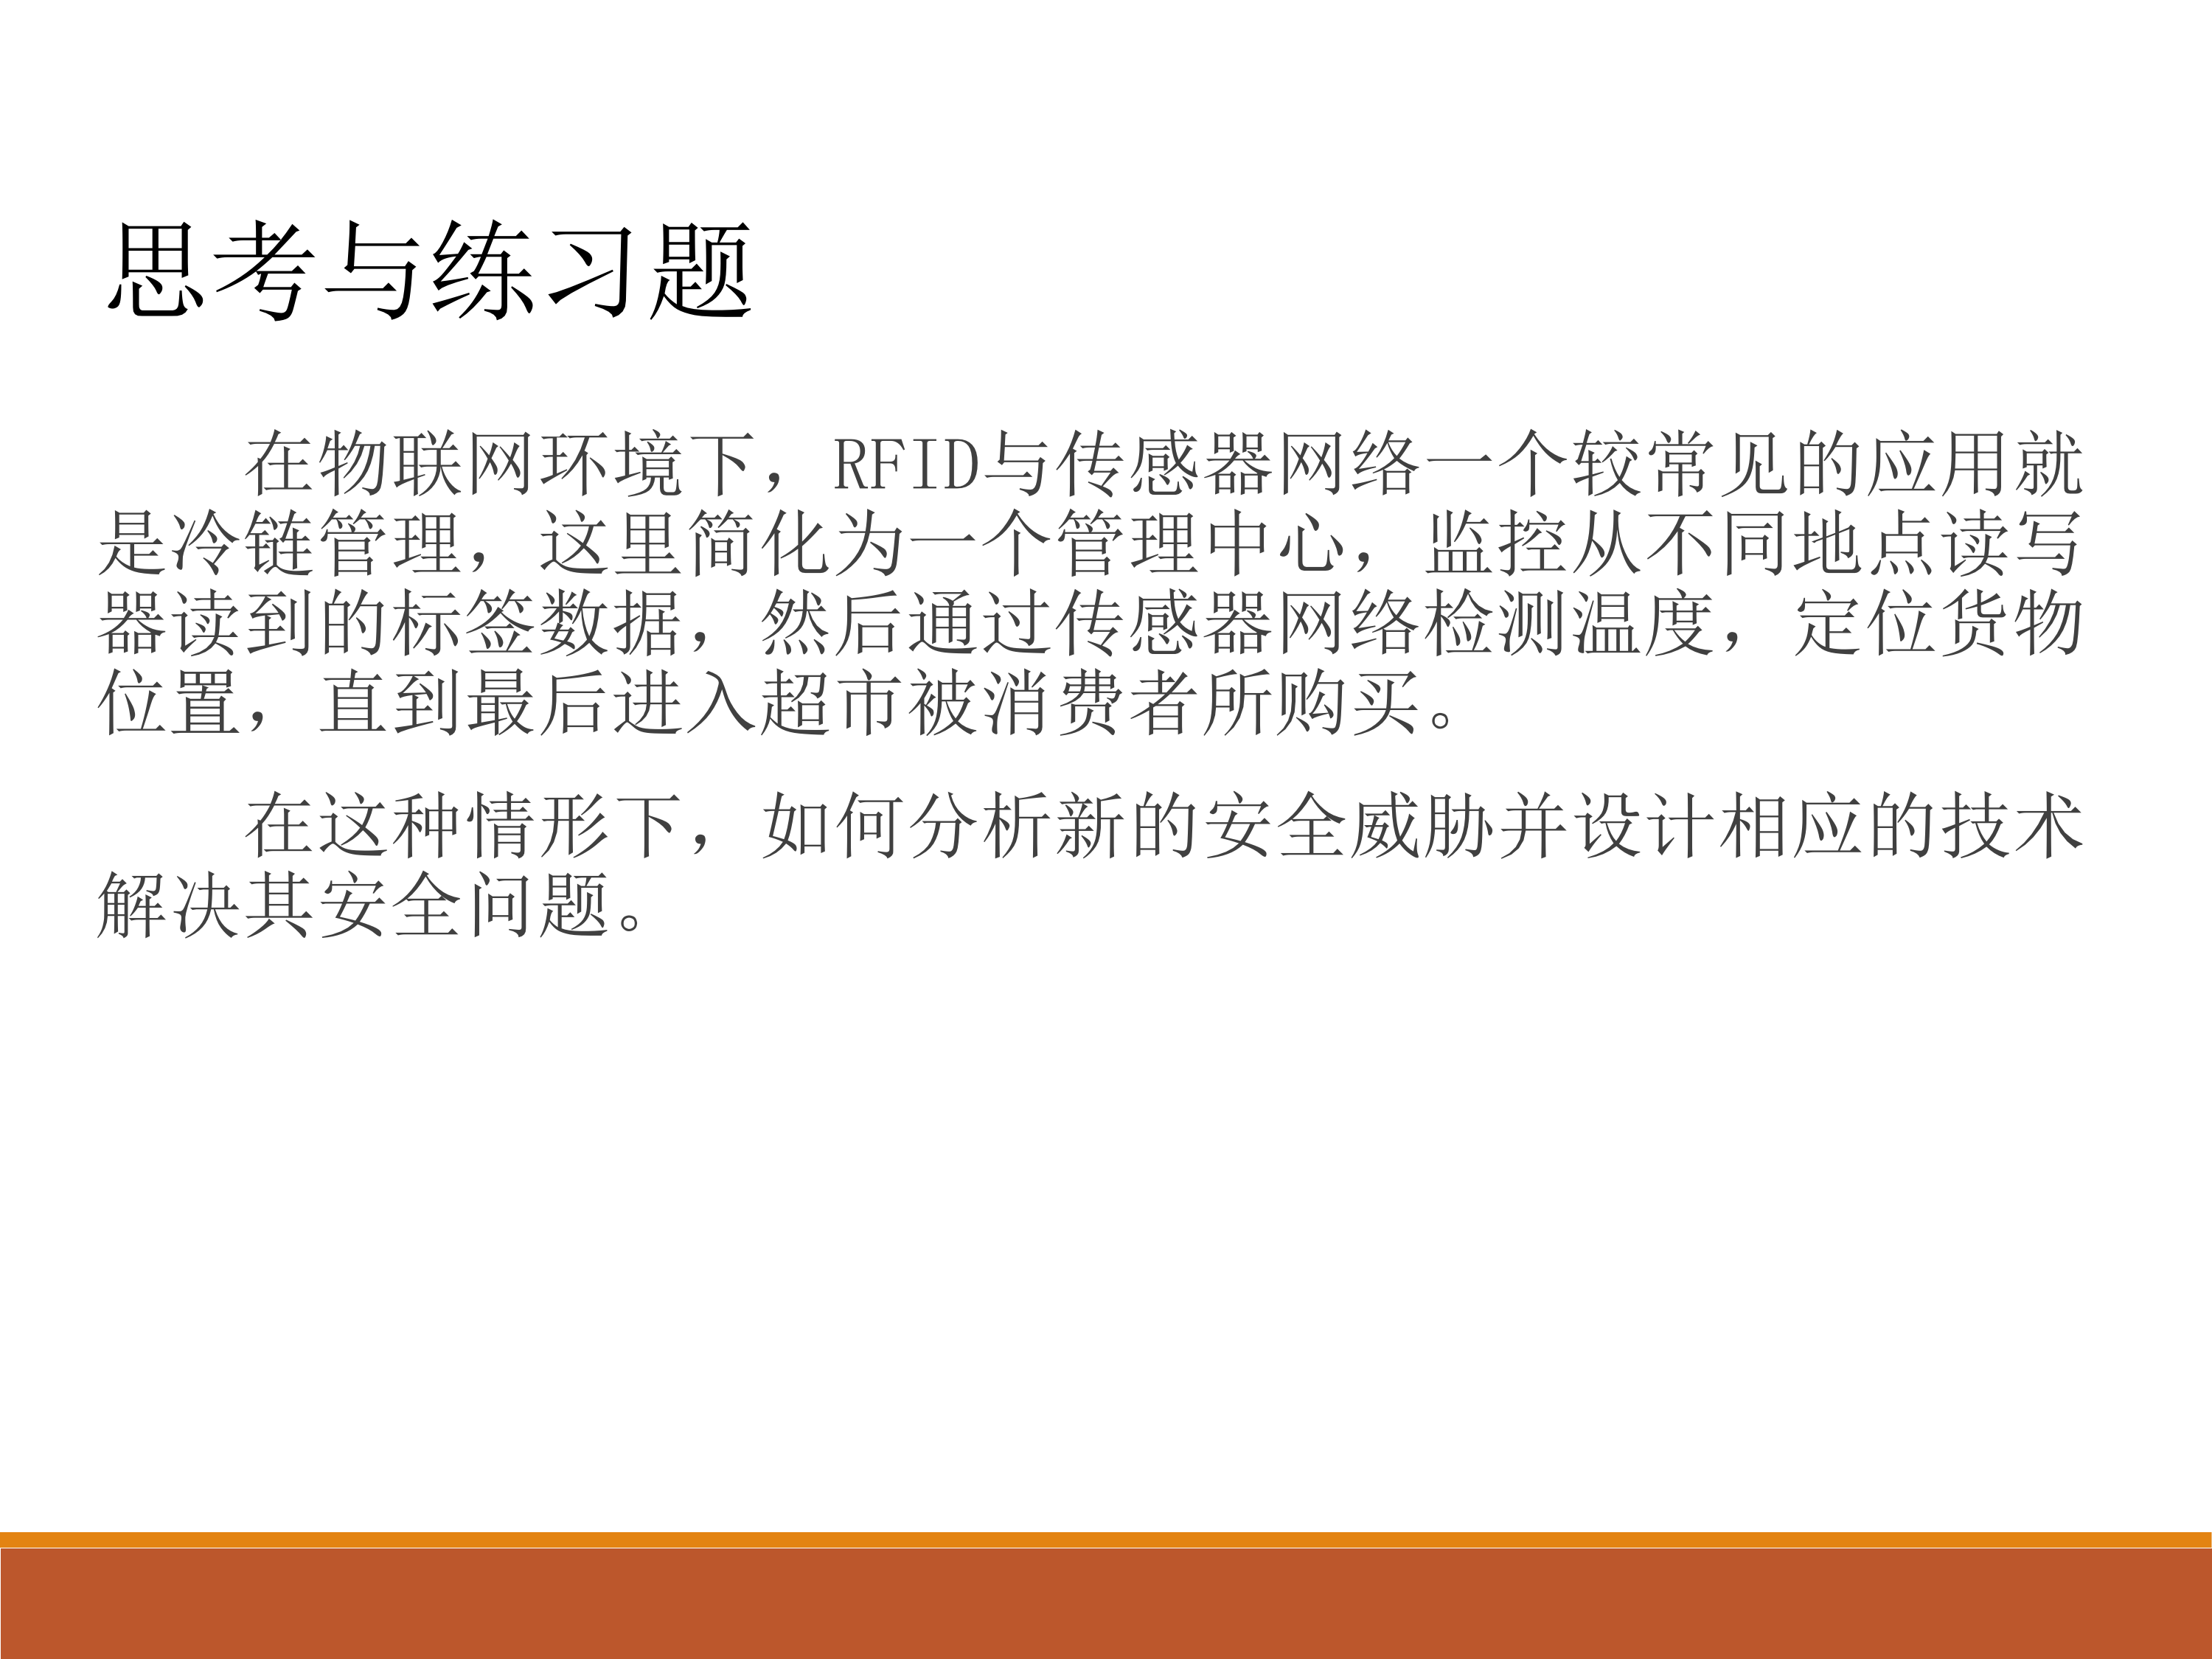 思考与练习题
在物联网环境下，RFID与传感器网络一个较常见的应用就
是冷链管理，这里简化为一个管理中心，监控从不同地点读写
器读到的标签数据，然后通过传感器网络监测温度，定位货物
位置，直到最后进入超市被消费者所购买。
在这种情形下，如何分析新的安全威胁并设计相应的技术
解决其安全问题。